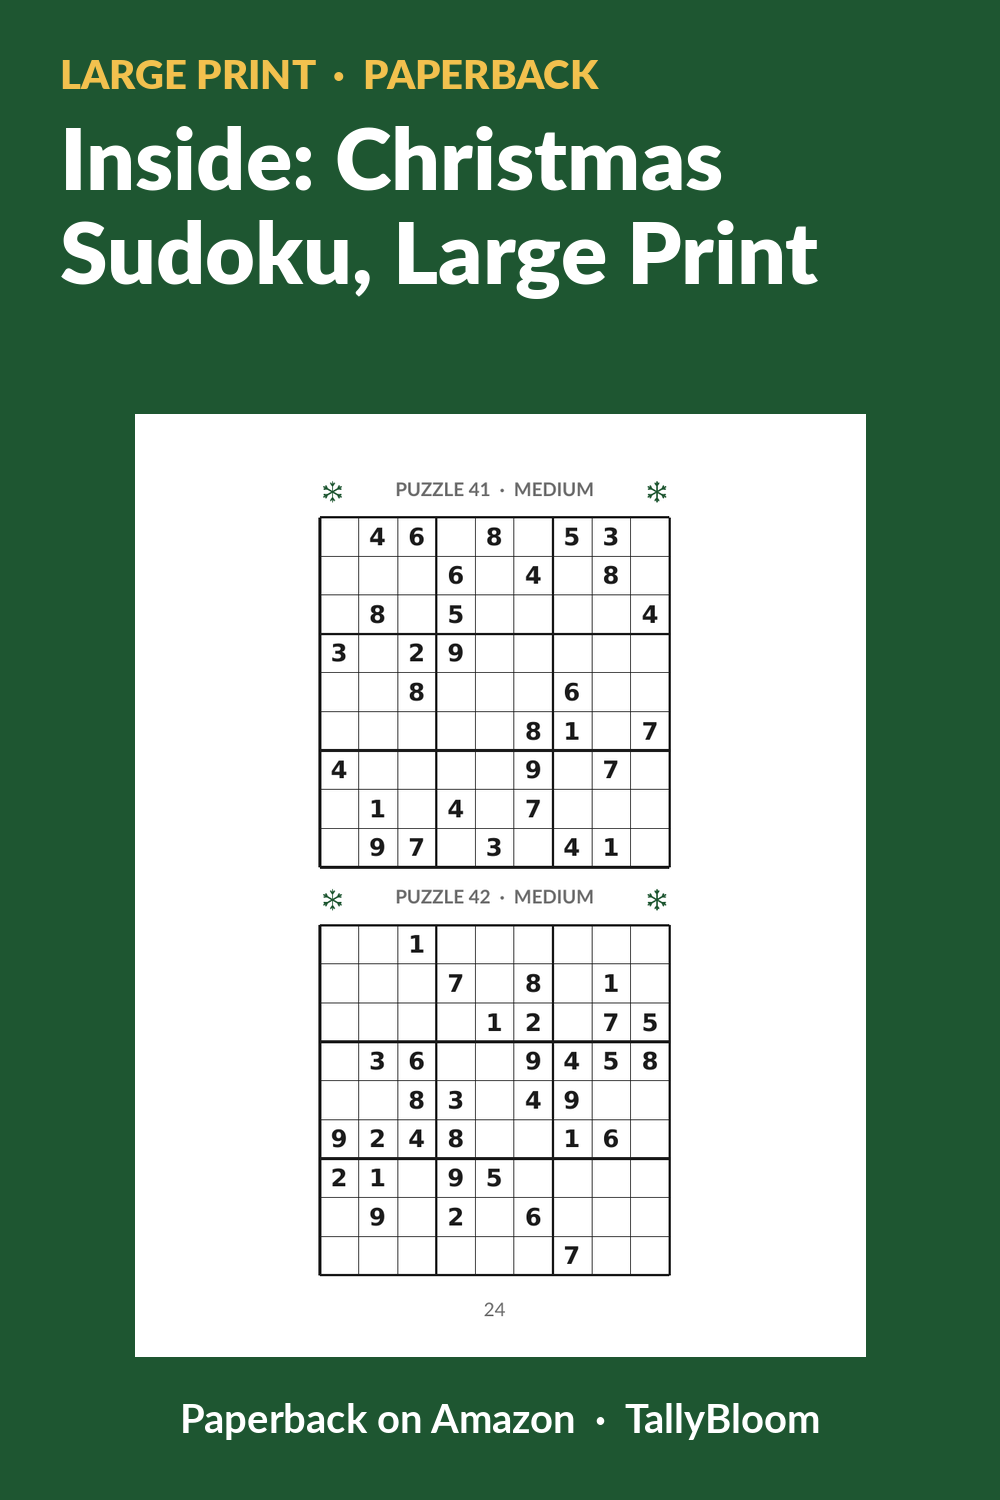 LARGE PRINT · PAPERBACK
Inside: Christmas
Sudoku, Large Print
PUZZLE 41 · MEDIUM
4 6 8 5 3
6 4 8
8 5 4
3 2 9
8 6
8 1 7
4 9 7
1 4 7
9 7 3 4 1
PUZZLE 42 · MEDIUM
1
7 8 1
1 2 7 5
3 6 9 4 5 8
8 3 4 9
9 2 4 8 1 6
2 1 9 5
9 2 6
7
24
Paperback on Amazon · TallyBloom